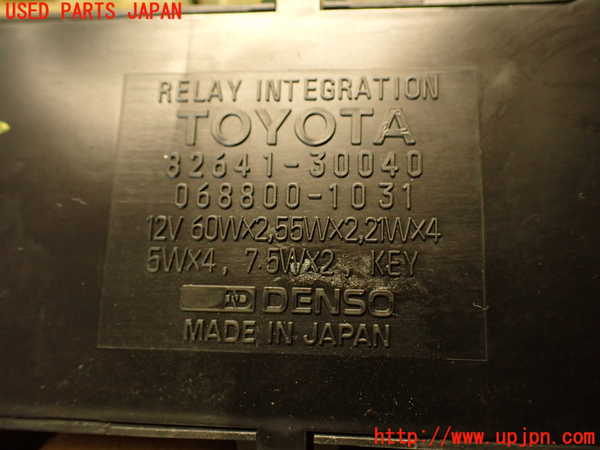 USED PARTS JAPAN
RELAY INTEGRATION
TOYOTA
82641-30040
068800-1031
12V 60WX2,55WX2,21WX4
5WX4, 7.5WX2, KEY
ND DENSO
MADE IN JAPAN
http://www.upjpn.com/